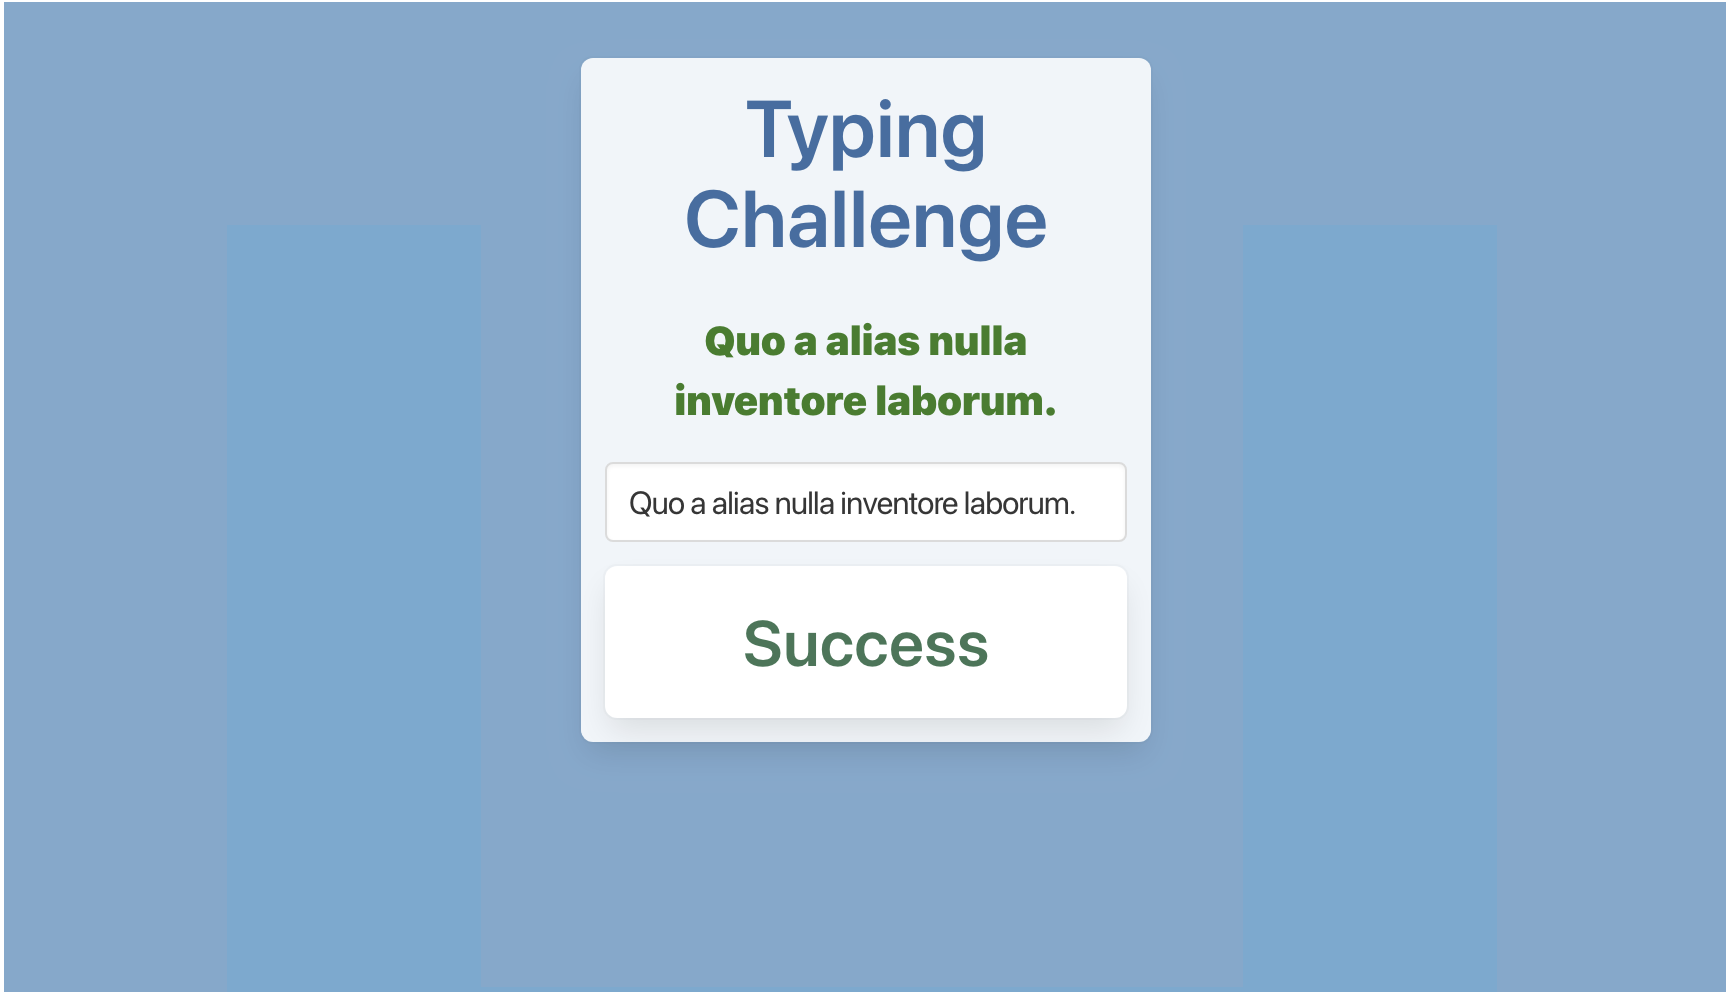 Typing
Challenge
Quo a alias nulla
inventore laborum.
Quo a alias nulla inventore laborum.
Success